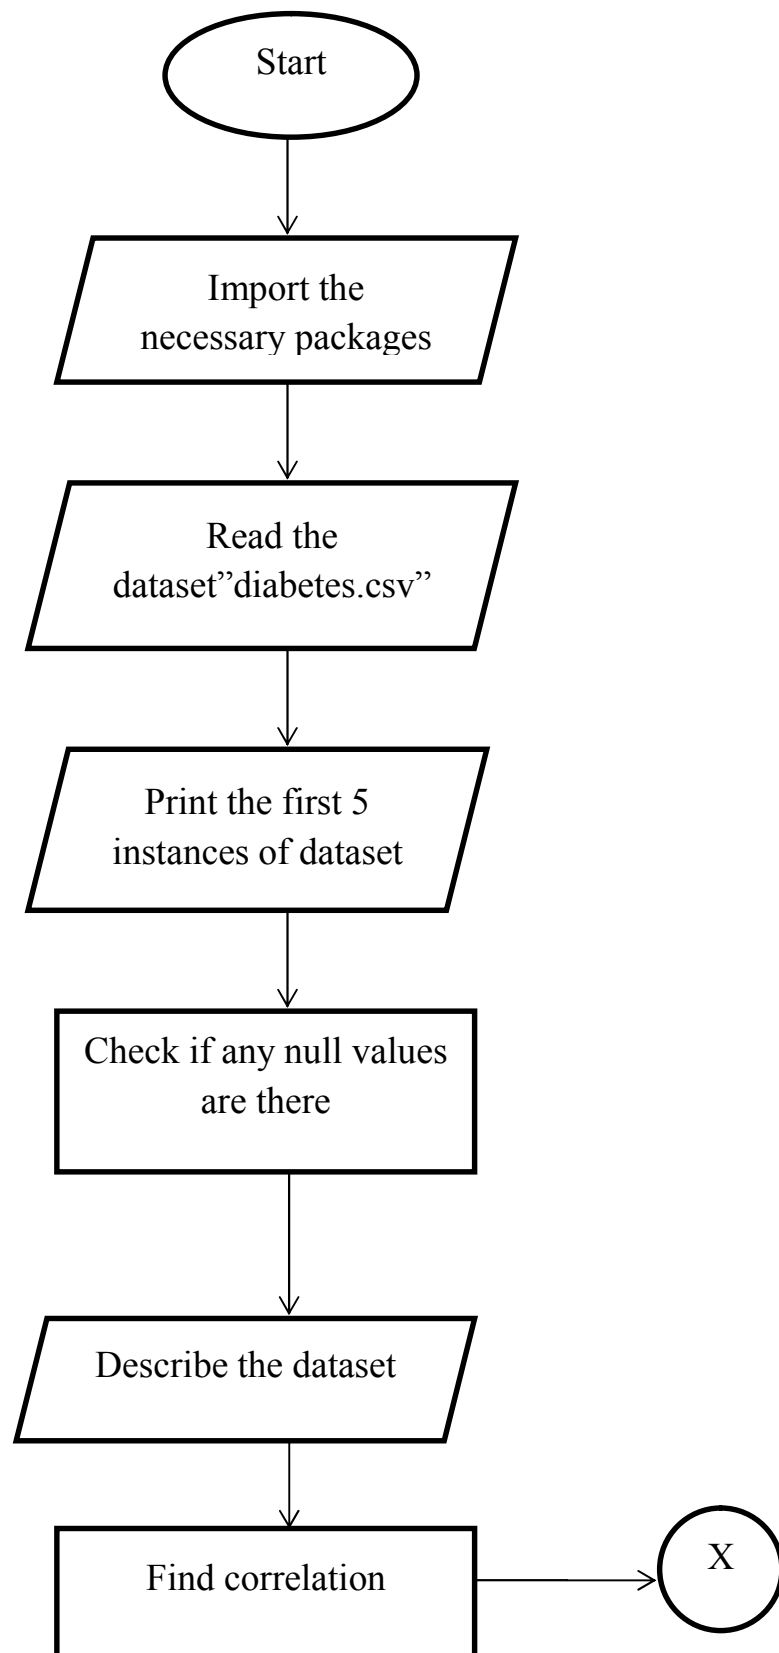 Start
Import the
necessary packages
Read the
dataset”diabetes.csv”
Print the first 5
instances of dataset
Check if any null values
are there
Describe the dataset
Find correlation
X